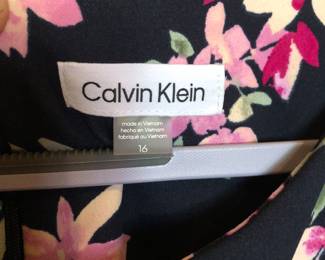 Calvin Klein
made in Vietnam
hecho en Vietnam
fabriqué au Vietnam
16